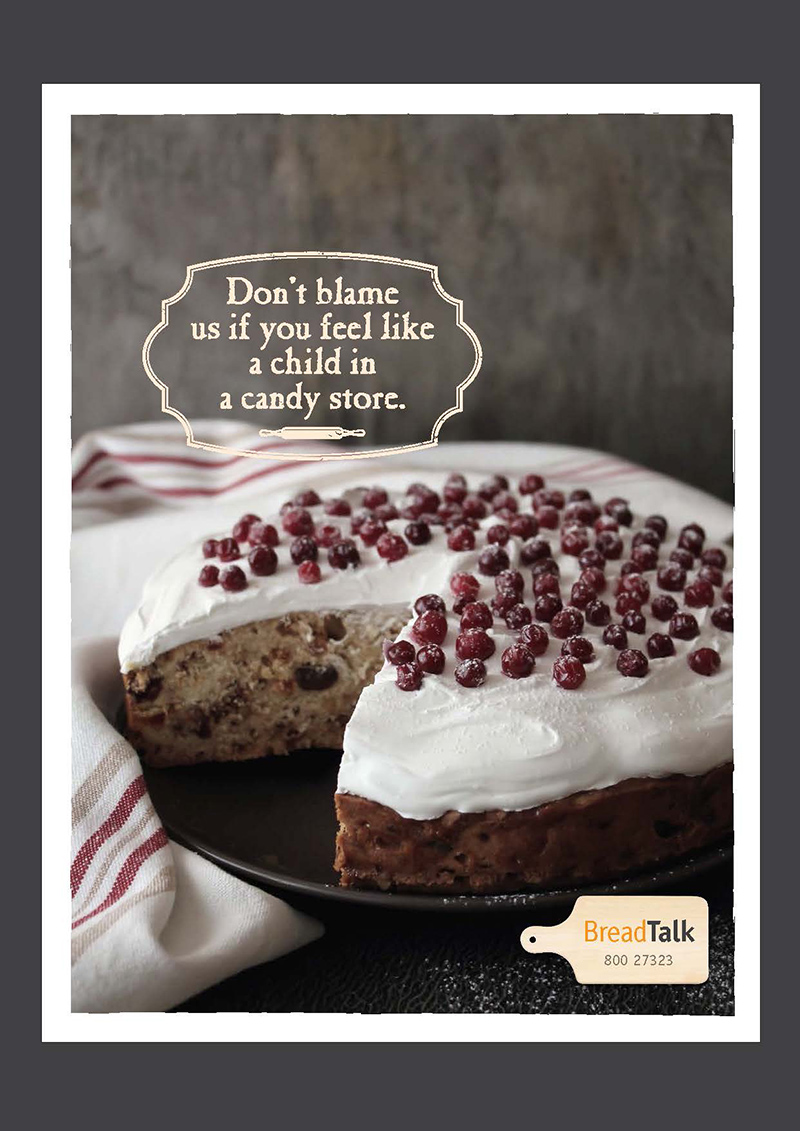 Don't blame
us if you feel like
a child in
a candy store.
BreadTalk
800 27323